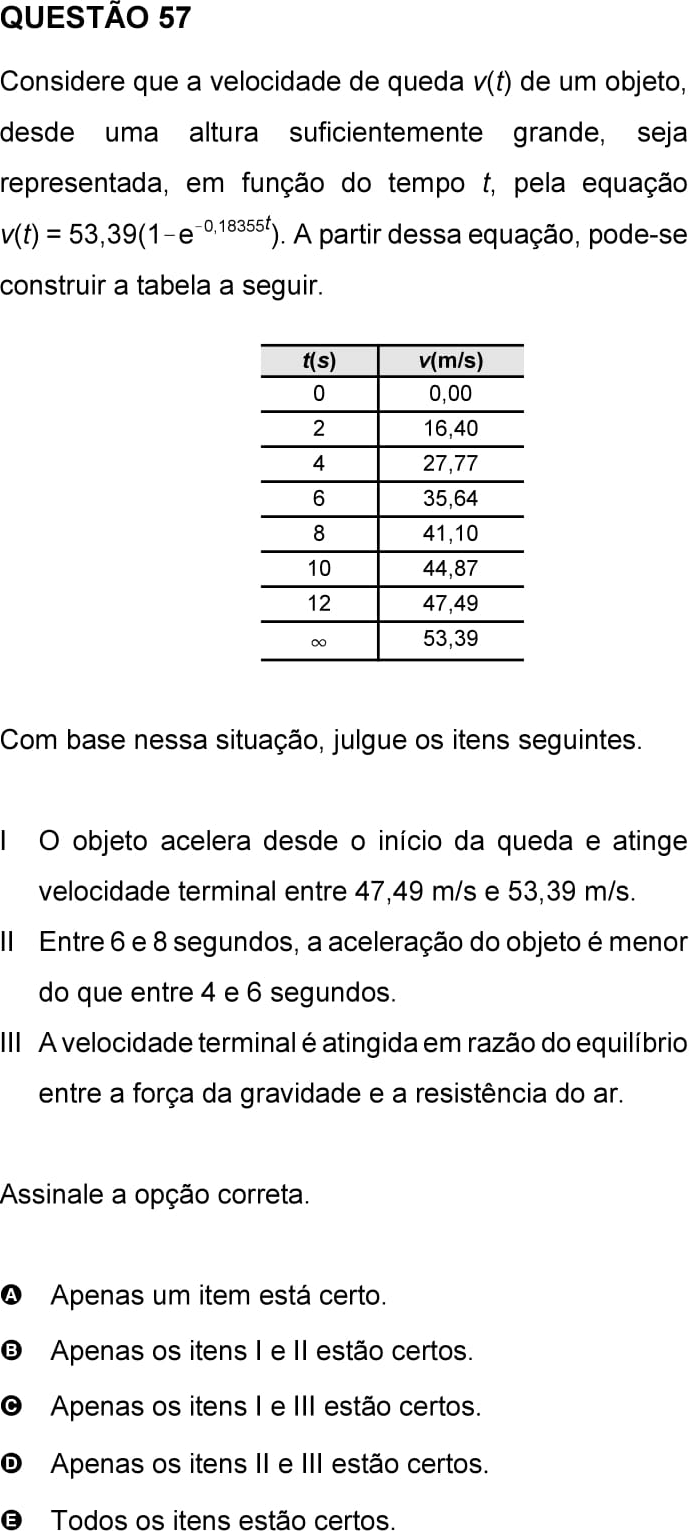 QUESTÃO 57
Considere que a velocidade de queda v(t) de um objeto,
desde uma altura suficientemente grande, seja
representada, em função do tempo t, pela equação
v(t) = 53,39(1−e^−0,18355t). A partir dessa equação, pode-se
construir a tabela a seguir.
t(s) v(m/s)
0 0,00
2 16,40
4 27,77
6 35,64
8 41,10
10 44,87
12 47,49
∞ 53,39
Com base nessa situação, julgue os itens seguintes.
I O objeto acelera desde o início da queda e atinge
velocidade terminal entre 47,49 m/s e 53,39 m/s.
II Entre 6 e 8 segundos, a aceleração do objeto é menor
do que entre 4 e 6 segundos.
III A velocidade terminal é atingida em razão do equilíbrio
entre a força da gravidade e a resistência do ar.
Assinale a opção correta.
A Apenas um item está certo.
B Apenas os itens I e II estão certos.
C Apenas os itens I e III estão certos.
D Apenas os itens II e III estão certos.
E Todos os itens estão certos.